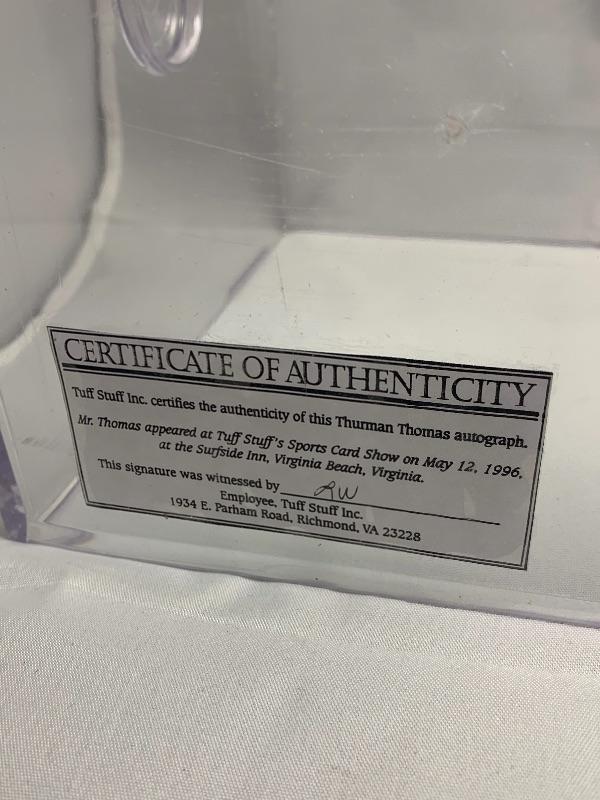 CERTIFICATE OF AUTHENTICITY
Tuff Stuff Inc. certifies the authenticity of this Thurman Thomas autograph.
Mr. Thomas appeared at Tuff Stuff's Sports Card Show on May 12, 1996,
at the Surfside Inn, Virginia Beach, Virginia.
This signature was witnessed by RW
Employee, Tuff Stuff Inc.
1934 E. Parham Road, Richmond, VA 23228